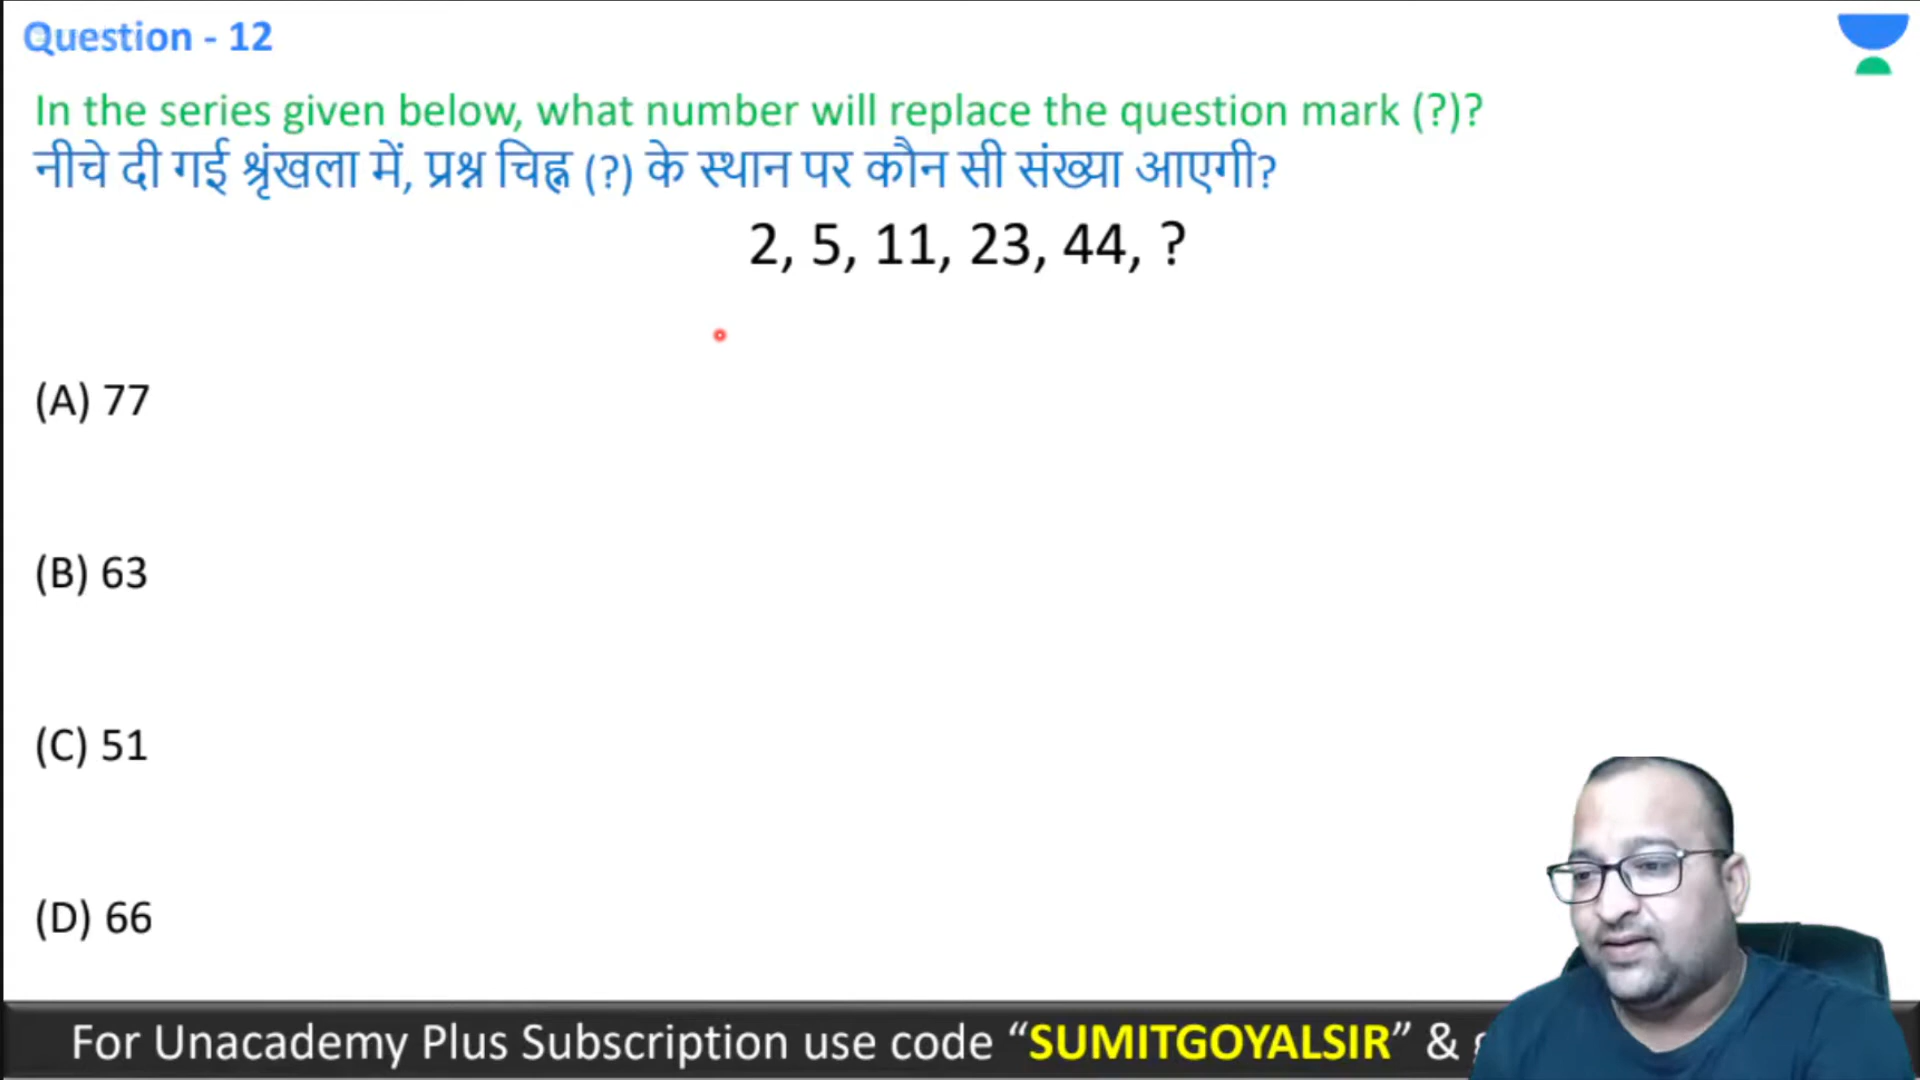 Question - 12
In the series given below, what number will replace the question mark (?)?
नीचे दी गई श्रृंखला में, प्रश्न चिह्न (?) के स्थान पर कौन सी संख्या आएगी?
2, 5, 11, 23, 44, ?
(A) 77
(B) 63
(C) 51
(D) 66
For Unacademy Plus Subscription use code “SUMITGOYALSIR” &